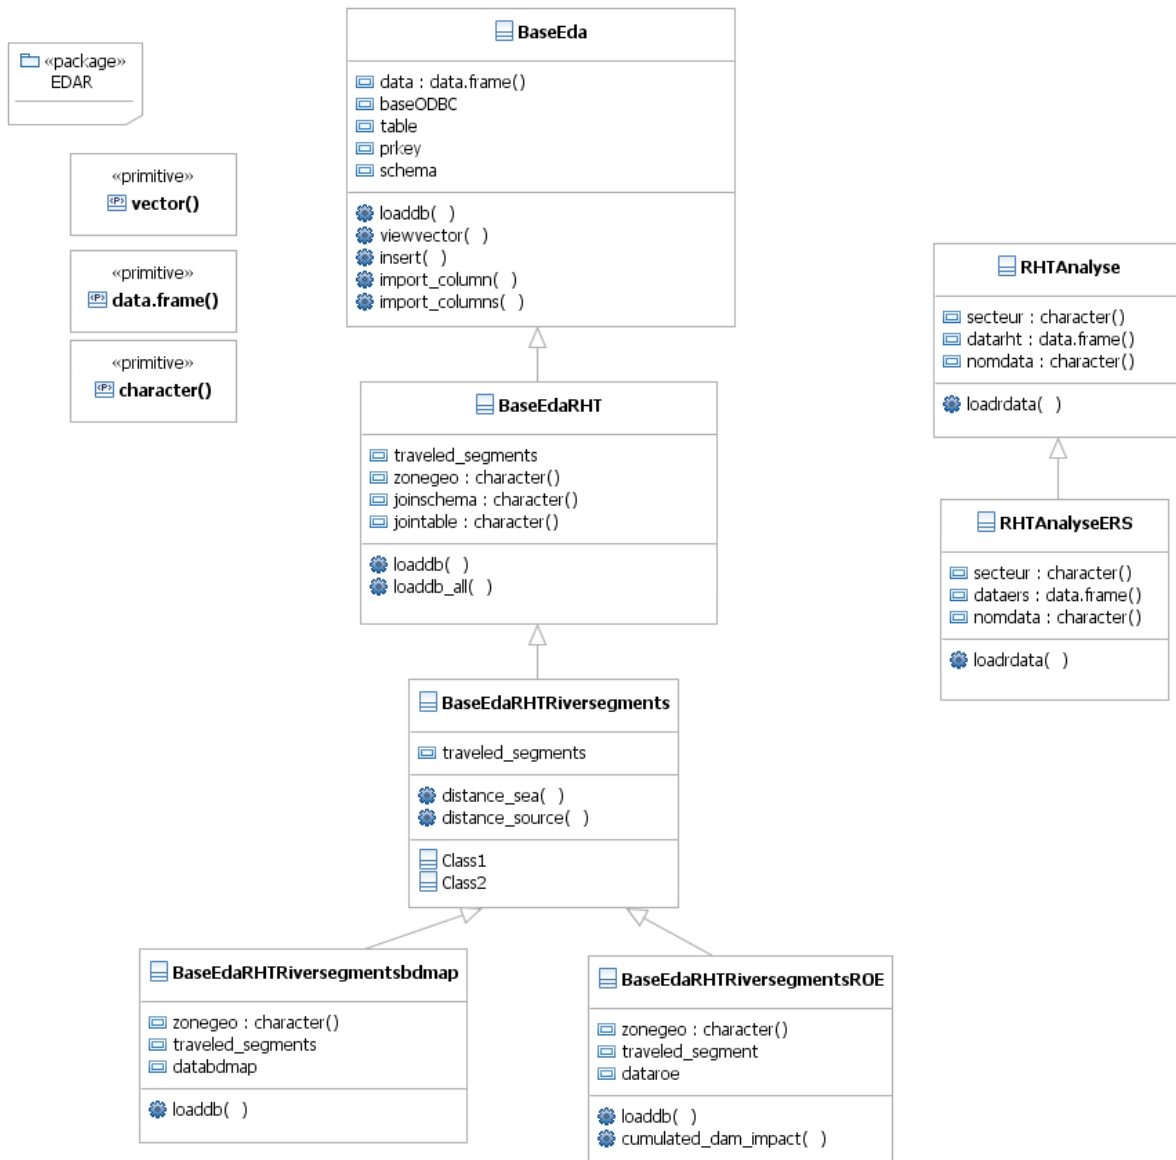 «package»
EDAR
«primitive»
vector()
«primitive»
data.frame()
«primitive»
character()
BaseEda
data : data.frame()
baseODBC
table
prkey
schema
loaddb( )
viewvector( )
insert( )
import_column( )
import_columns( )
BaseEdaRHT
traveled_segments
zonegeo : character()
joinschema : character()
jointable : character()
loaddb( )
loaddb_all( )
BaseEdaRHTRiversegments
traveled_segments
distance_sea( )
distance_source( )
Class1
Class2
BaseEdaRHTRiversegmentsbdmap
zonegeo : character()
traveled_segments
databdmap
loaddb( )
BaseEdaRHTRiversegmentsROE
zonegeo : character()
traveled_segment
dataroe
loaddb( )
cumulated_dam_impact( )
RHTAnalyse
secteur : character()
datarht : data.frame()
nomdata : character()
loadrdata( )
RHTAnalyseERS
secteur : character()
dataers : data.frame()
nomdata : character()
loadrdata( )